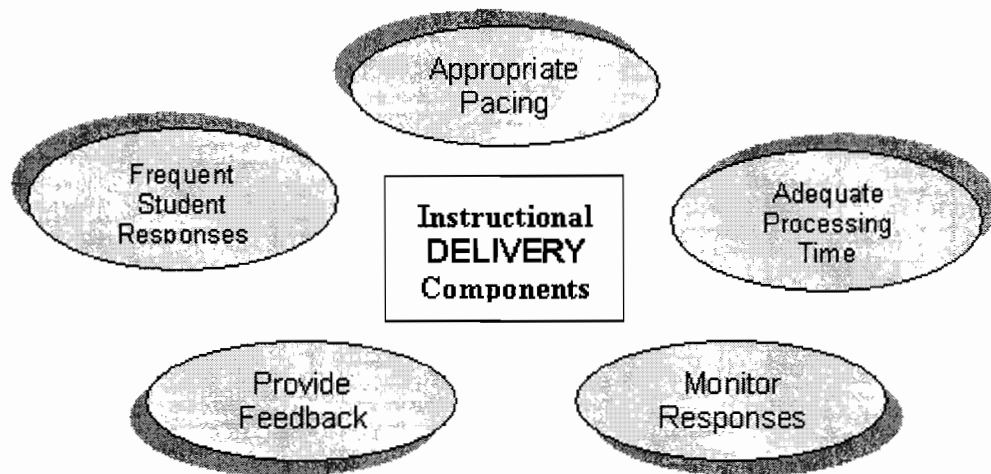 Appropriate
Pacing
Frequent
Student
Responses
Instructional
DELIVERY
Components
Adequate
Processing
Time
Provide
Feedback
Monitor
Responses